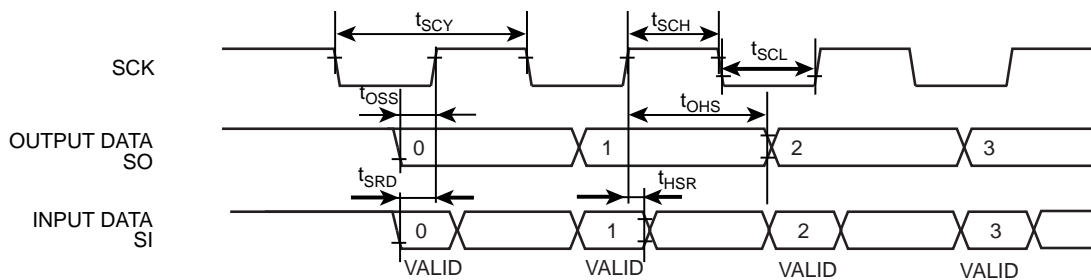 tSCY
tSCH
tSCL
SCK
tOSS
tOHS
OUTPUT DATA
SO
0
1
2
3
tSRD
tHSR
INPUT DATA
SI
0
1
2
3
VALID
VALID
VALID
VALID